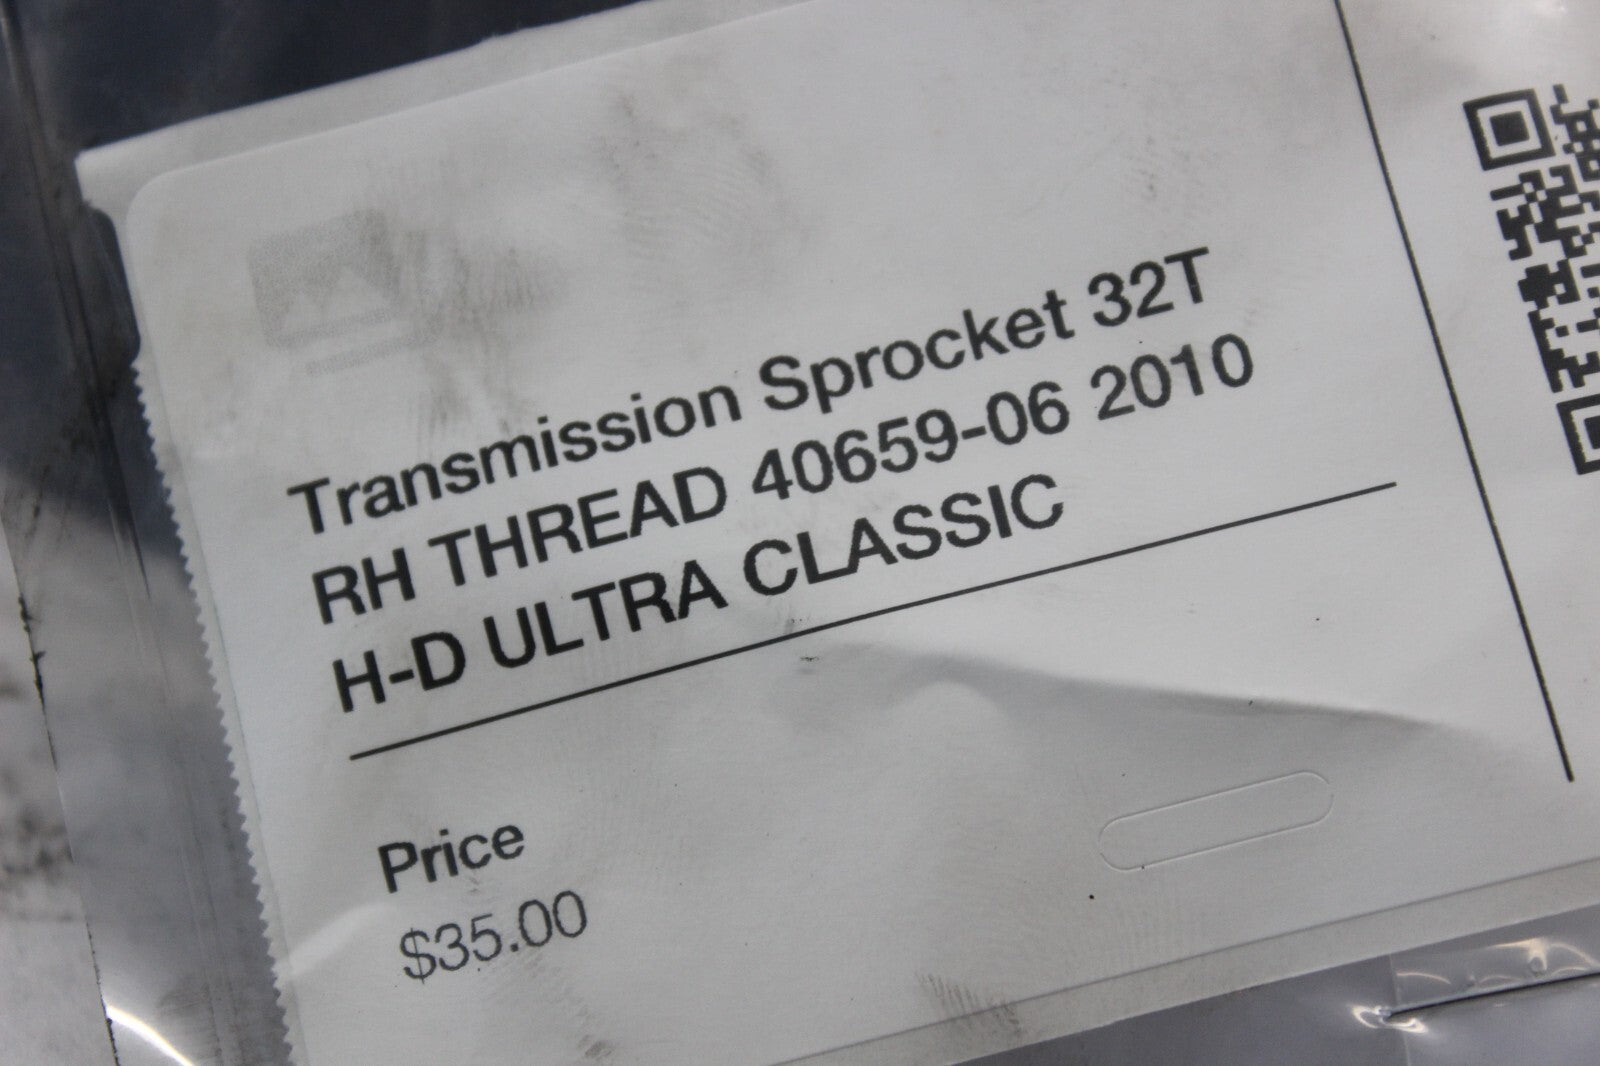 Transmission Sprocket 32T
RH THREAD 40659-06 2010
H-D ULTRA CLASSIC
Price
$35.00